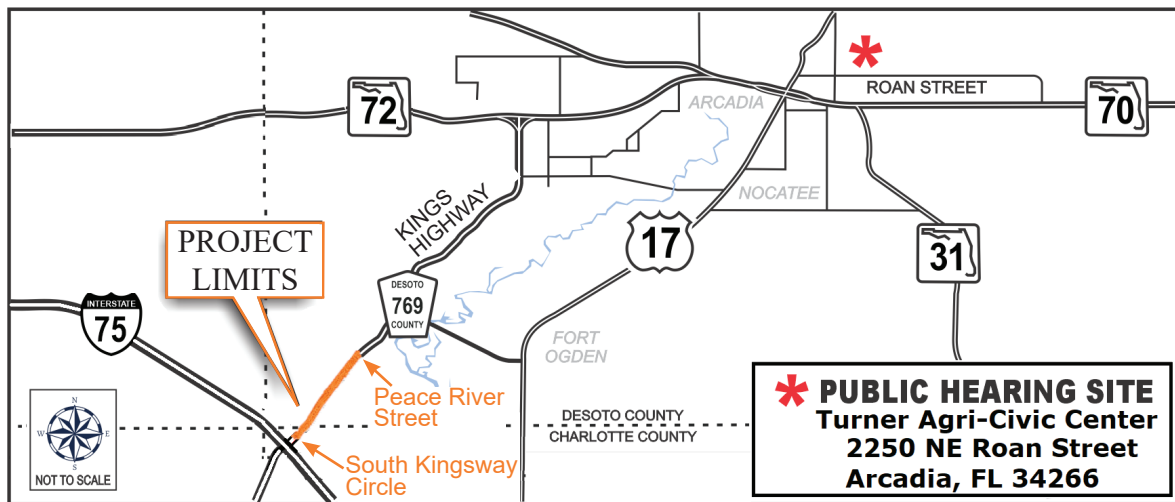 ROAN STREET
72
70
ARCADIA
KINGS
HIGHWAY
NOCATEE
PROJECT
LIMITS
17
31
DESOTO
769
COUNTY
INTERSTATE
75
FORT
OGDEN
Peace River
Street
DESOTO COUNTY
CHARLOTTE COUNTY
South Kingsway
Circle
N
W
E
S
NOT TO SCALE
* PUBLIC HEARING SITE
Turner Agri-Civic Center
2250 NE Roan Street
Arcadia, FL 34266